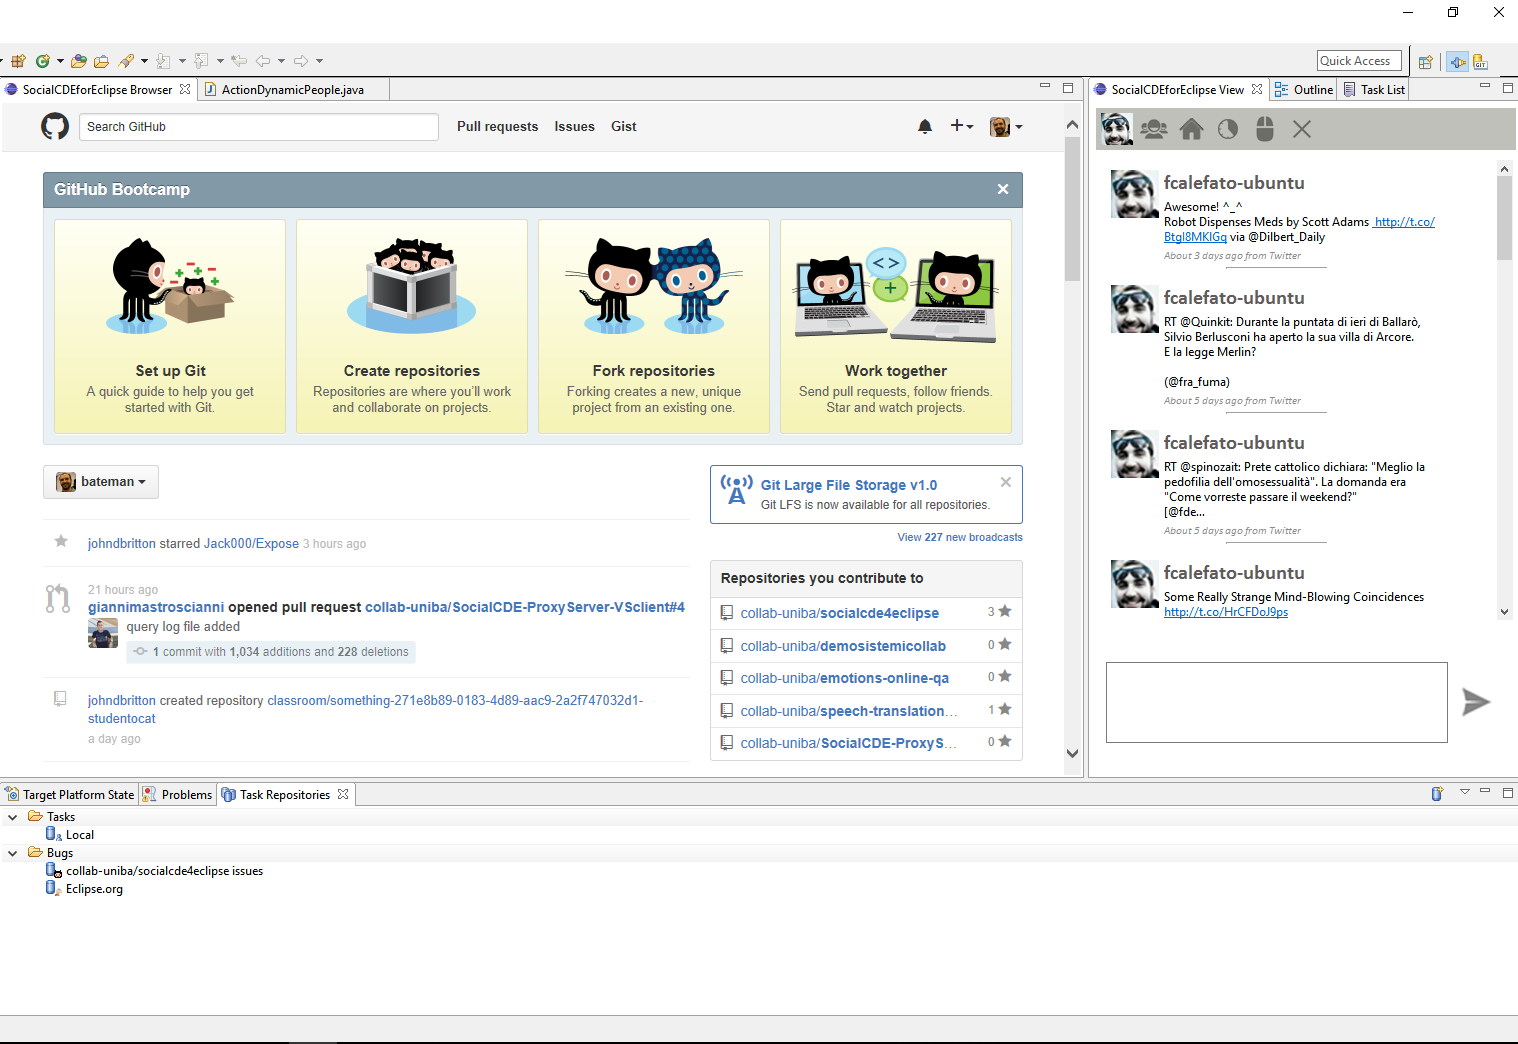 Quick Access
SocialCDEforEclipse Browser
ActionDynamicPeople.java
Search GitHub
Pull requests
Issues
Gist
GitHub Bootcamp
Set up Git
A quick guide to help you get
started with Git.
Create repositories
Repositories are where you'll work
and collaborate on projects.
Fork repositories
Forking creates a new, unique
project from an existing one.
Work together
Send pull requests, follow friends.
Star and watch projects.
bateman
johndbritton starred Jack000/Expose 3 hours ago
21 hours ago
giannimastroscianni opened pull request collab-uniba/SocialCDE-ProxyServer-VSclient#4
query log file added
1 commit with 1,034 additions and 228 deletions
johndbritton created repository classroom/something-271e8b89-0183-4d89-aac9-2a2f747032d1-
studentocat
a day ago
Git Large File Storage v1.0
Git LFS is now available for all repositories.
View 227 new broadcasts
Repositories you contribute to
collab-uniba/socialcde4eclipse 3
collab-uniba/demosistemicollab 0
collab-uniba/emotions-online-qa 0
collab-uniba/speech-translation… 1
collab-uniba/SocialCDE-ProxyS… 0
SocialCDEforEclipse View
Outline
Task List
fcalefato-ubuntu
Awesome! ^_^
Robot Dispenses Meds by Scott Adams http://t.co/
BtgI8MKIGq via @Dilbert_Daily
About 3 days ago from Twitter
fcalefato-ubuntu
RT @Quinkit: Durante la puntata di ieri di Ballarò,
Silvio Berlusconi ha aperto la sua villa di Arcore.
E la legge Merlin?
(@fra_fuma)
About 5 days ago from Twitter
fcalefato-ubuntu
RT @spinozait: Prete cattolico dichiara: "Meglio la
pedofilia dell'omosessualità". La domanda era
"Come vorreste passare il weekend?"
[@fde...
About 5 days ago from Twitter
fcalefato-ubuntu
Some Really Strange Mind-Blowing Coincidences
http://t.co/HrCFDoJ9ps
Target Platform State
Problems
Task Repositories
Tasks
Local
Bugs
collab-uniba/socialcde4eclipse issues
Eclipse.org